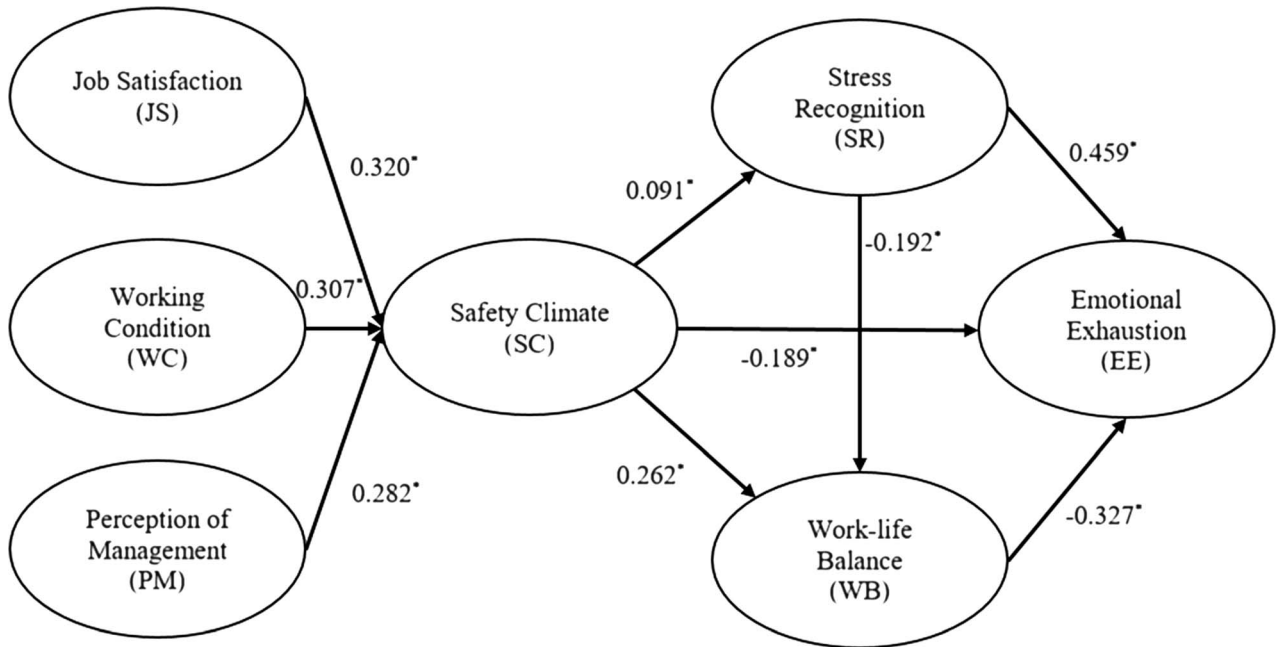 Job Satisfaction
(JS)
0.320*
Working
Condition
(WC)
0.307*
Perception of
Management
(PM)
0.282*
Safety Climate
(SC)
0.091*
-0.189*
0.262*
Stress
Recognition
(SR)
-0.192*
0.459*
Work-life
Balance
(WB)
-0.327*
Emotional
Exhaustion
(EE)